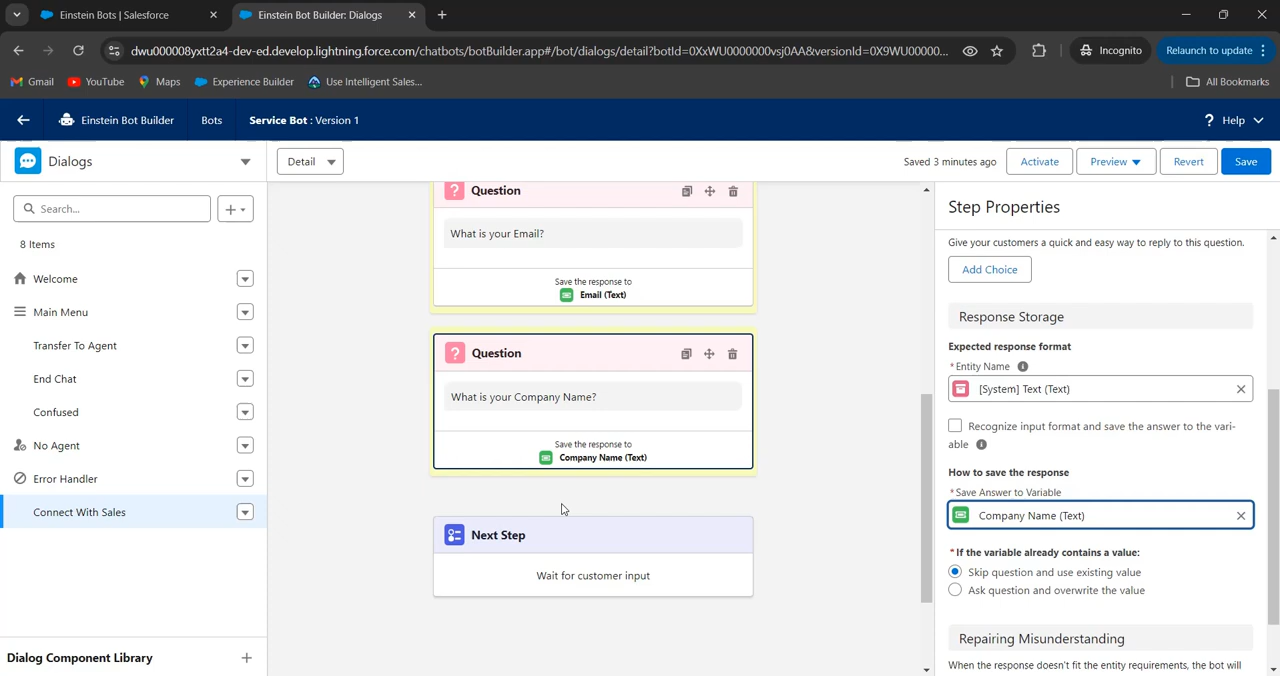 Einstein Bots | Salesforce
Einstein Bot Builder: Dialogs
dwu000008yxtt2a4-dev-ed.develop.lightning.force.com/chatbots/botBuilder.app#/bot/dialogs/detail?botId=0XxWU0000000vsj0AA&versionId=0X9WU00000...
Incognito
Relaunch to update
Gmail
YouTube
Maps
Experience Builder
Use Intelligent Sales...
All Bookmarks
Einstein Bot Builder
Bots
Service Bot : Version 1
? Help
Dialogs
Detail
Saved 3 minutes ago
Activate
Preview
Revert
Save
Search...
8 Items
Welcome
Main Menu
Transfer To Agent
End Chat
Confused
No Agent
Error Handler
Connect With Sales
Dialog Component Library
Question
What is your Email?
Save the response to
Email (Text)
Question
What is your Company Name?
Save the response to
Company Name (Text)
Next Step
Wait for customer input
Step Properties
Give your customers a quick and easy way to reply to this question.
Add Choice
Response Storage
Expected response format
*Entity Name
[System] Text (Text)
Recognize input format and save the answer to the vari-
able
How to save the response
*Save Answer to Variable
Company Name (Text)
*If the variable already contains a value:
Skip question and use existing value
Ask question and overwrite the value
Repairing Misunderstanding
When the response doesn't fit the entity requirements, the bot will